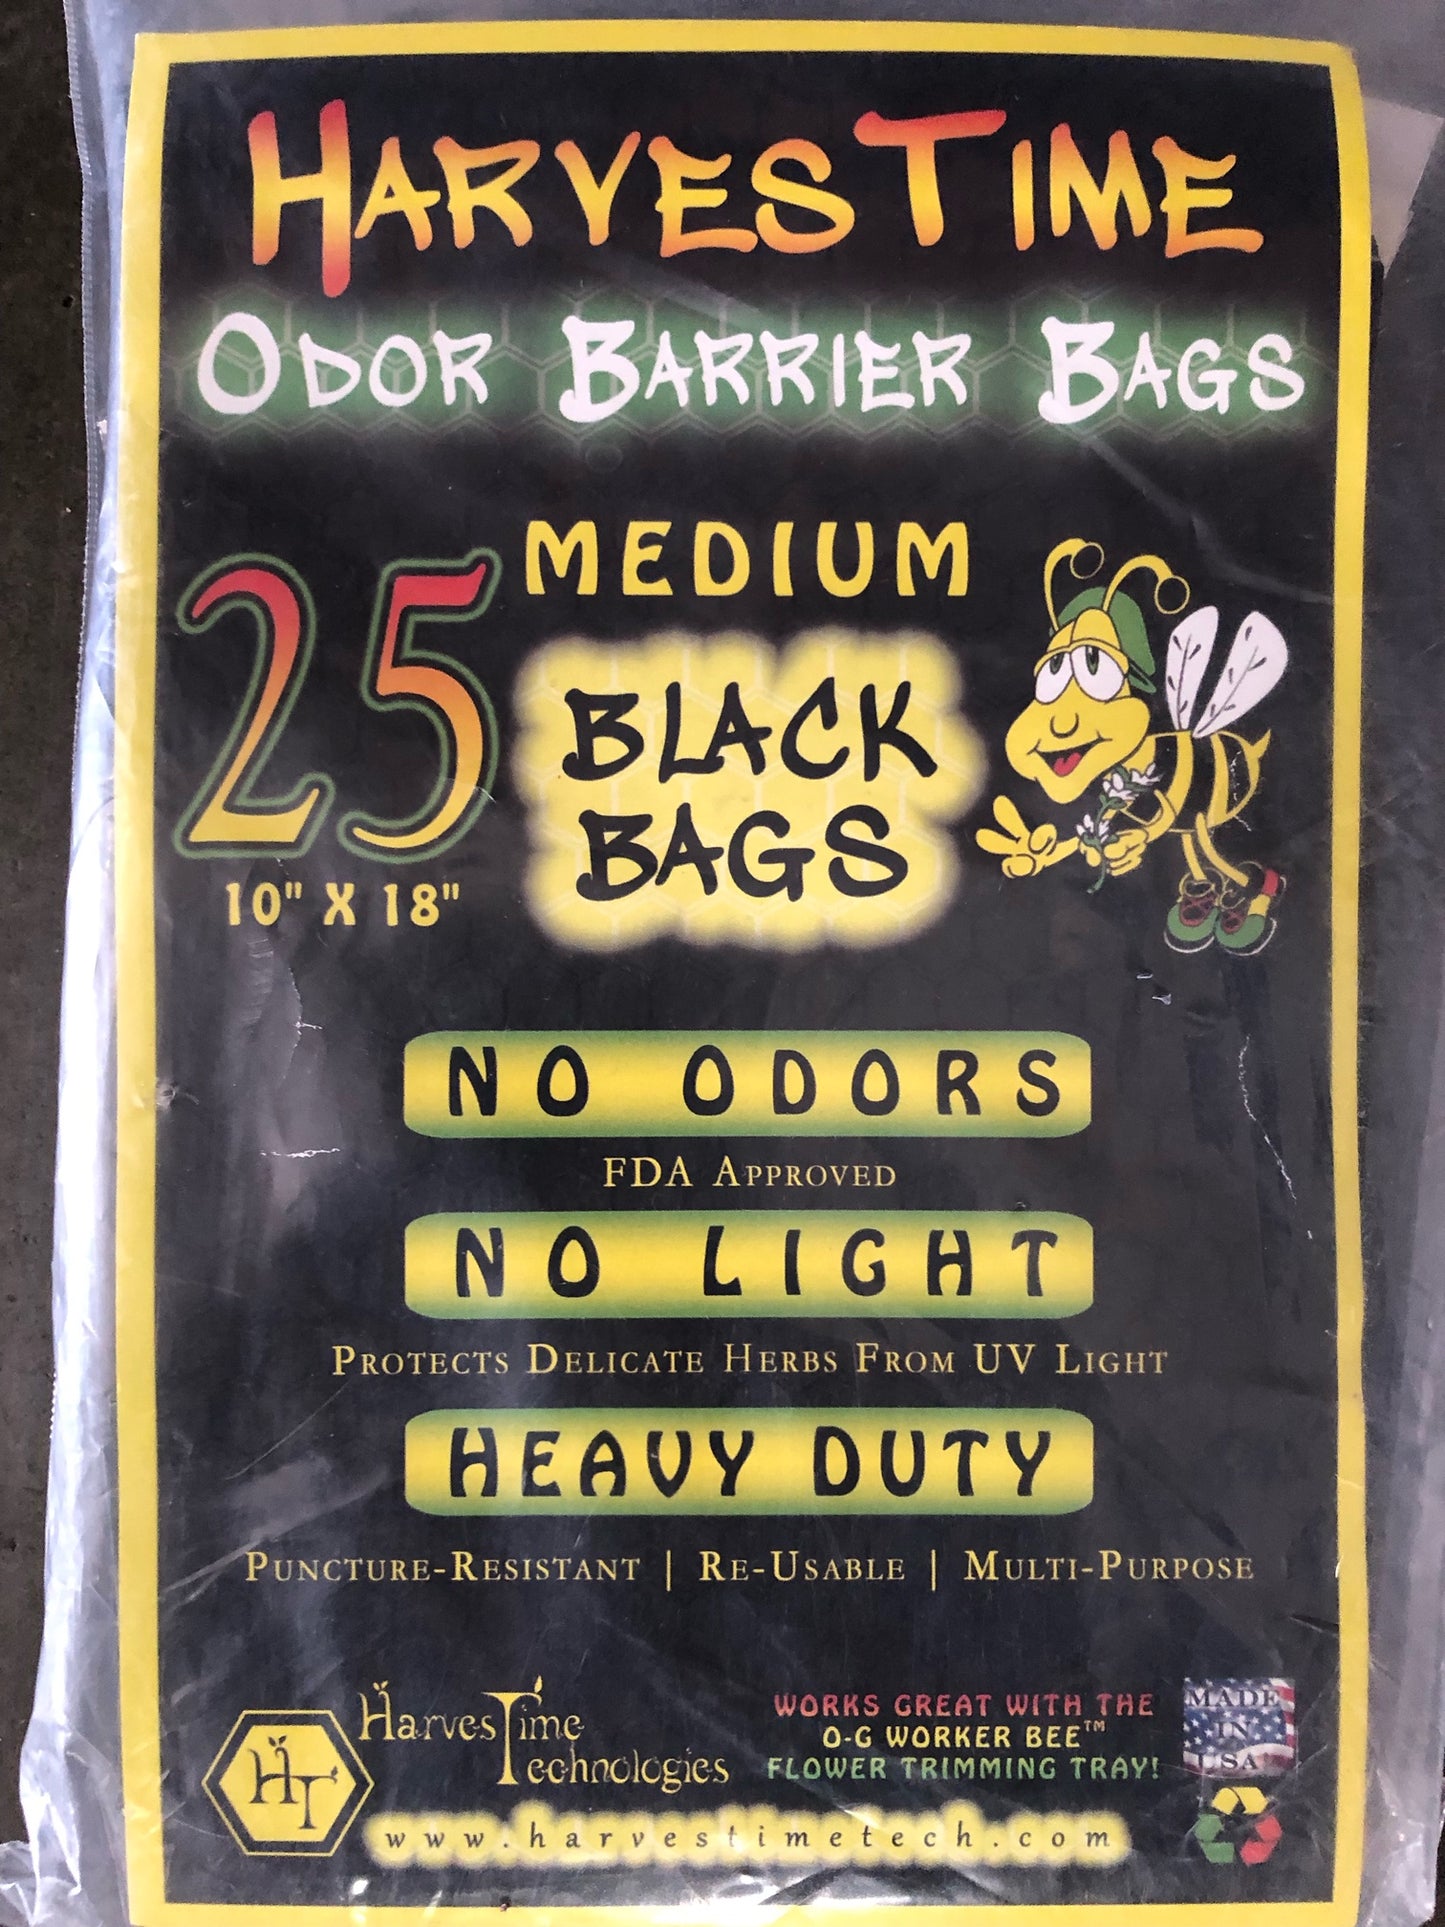 HarvesTime
Odor Barrier Bags
25
MEDIUM
BLACK
BAGS
10" X 18"
NO ODORS
FDA Approved
NO LIGHT
Protects Delicate Herbs From UV Light
HEAVY DUTY
Puncture-Resistant | Re-Usable | Multi-Purpose
HT
HarvesTime
Technologies
WORKS GREAT WITH THE
O-G WORKER BEE™
FLOWER TRIMMING TRAY!
MADE
IN
USA
www.harvestimetech.com